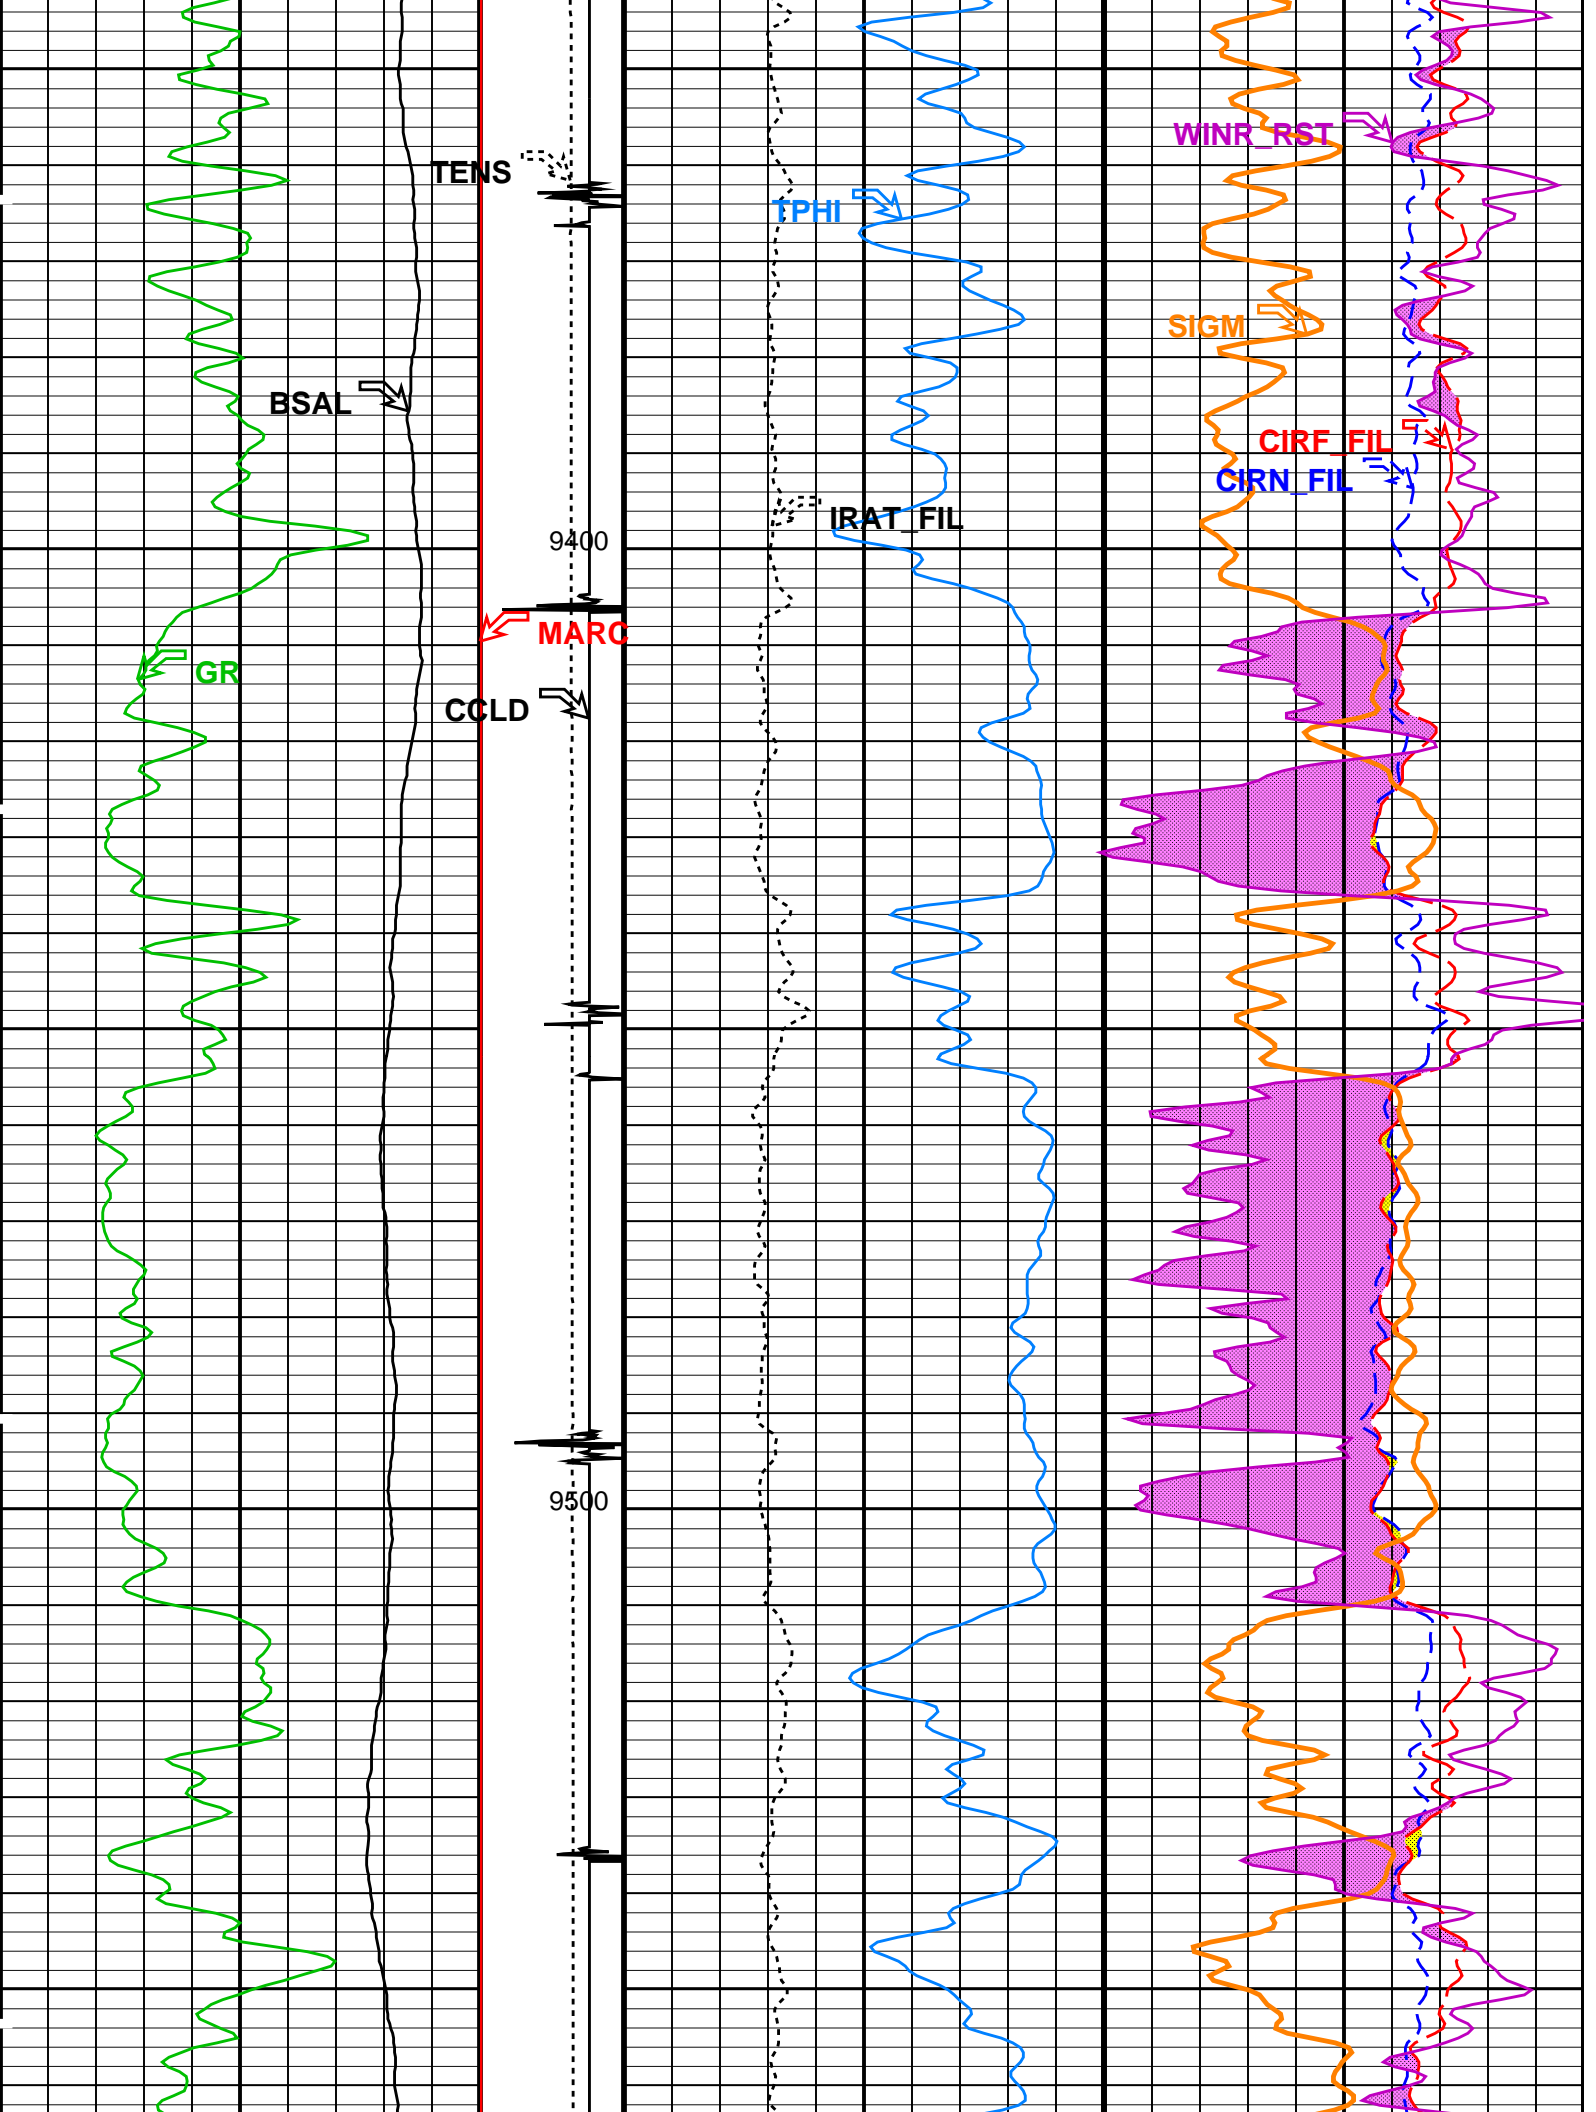 WINR_RST
TENS
TPHI
SIGM
BSAL
CIRF_FIL
CIRN_FIL
IRAT_FIL
9400
MARC
GR
CCLD
9500